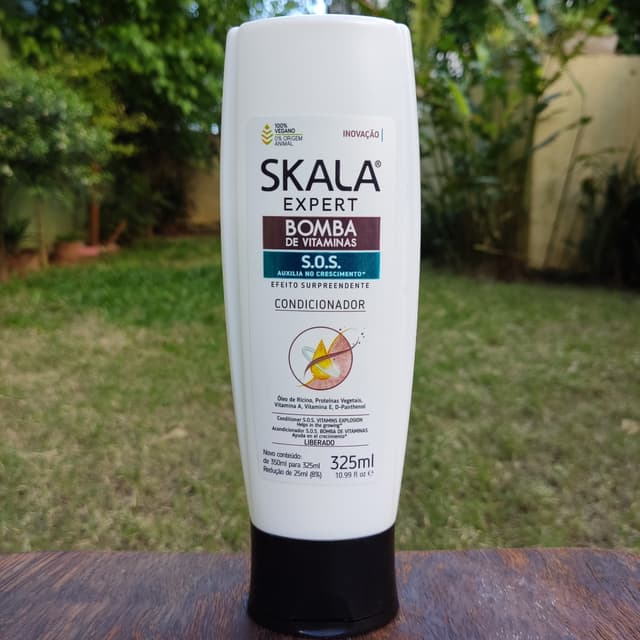 100%
VEGANO
0% ORIGEM
ANIMAL
INOVAÇÃO
SKALA®
EXPERT
BOMBA
DE VITAMINAS
S.O.S.
AUXILIA NO CRESCIMENTO*
EFEITO SURPREENDENTE
CONDICIONADOR
Óleo de Rícino, Proteínas Vegetais,
Vitamina A, Vitamina E, D-Panthenol
Conditioner S.O.S. VITAMINS EXPLOSION
Helps in the growing*
Acondicionador S.O.S. BOMBA DE VITAMINAS
Ayuda en el crecimiento*
LIBERADO
Novo conteúdo
de 350ml para 325ml
Redução de 25ml (8%)
325ml
10.99 fl oz ℮